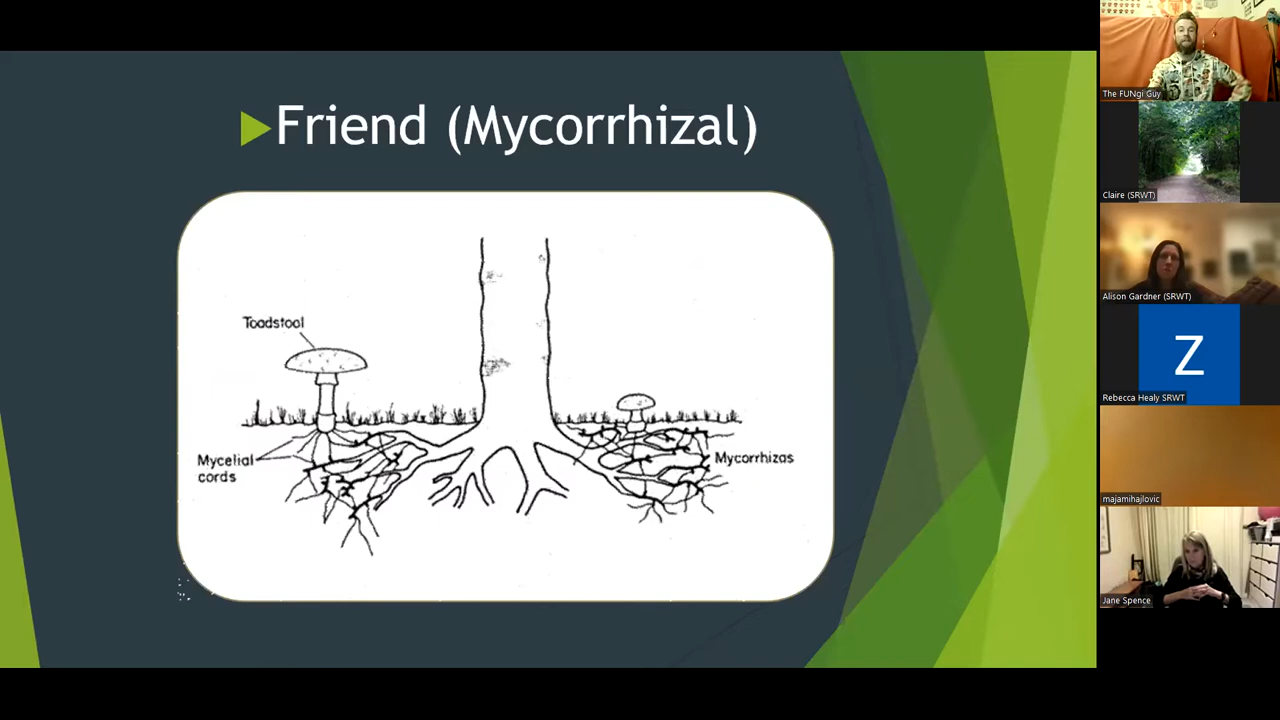 Friend (Mycorrhizal)
Toadstool
Mycelial
cords
Mycorrhizas
The FUNgi Guy
Claire (SRWT)
Alison Gardner (SRWT)
Z
Rebecca Healy SRWT
majamihajlovic
Jane Spence